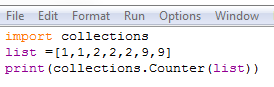 File Edit Format Run Options Window
import collections
list =[1,1,2,2,2,9,9]
print(collections.Counter(list))